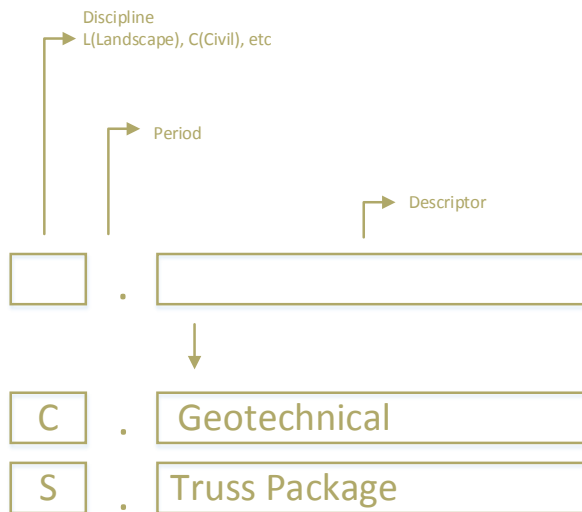 Discipline
L(Landscape), C(Civil), etc
Period
Descriptor
.
C . Geotechnical
S . Truss Package